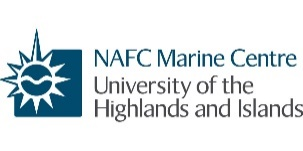 NAFC Marine Centre
University of the
Highlands and Islands